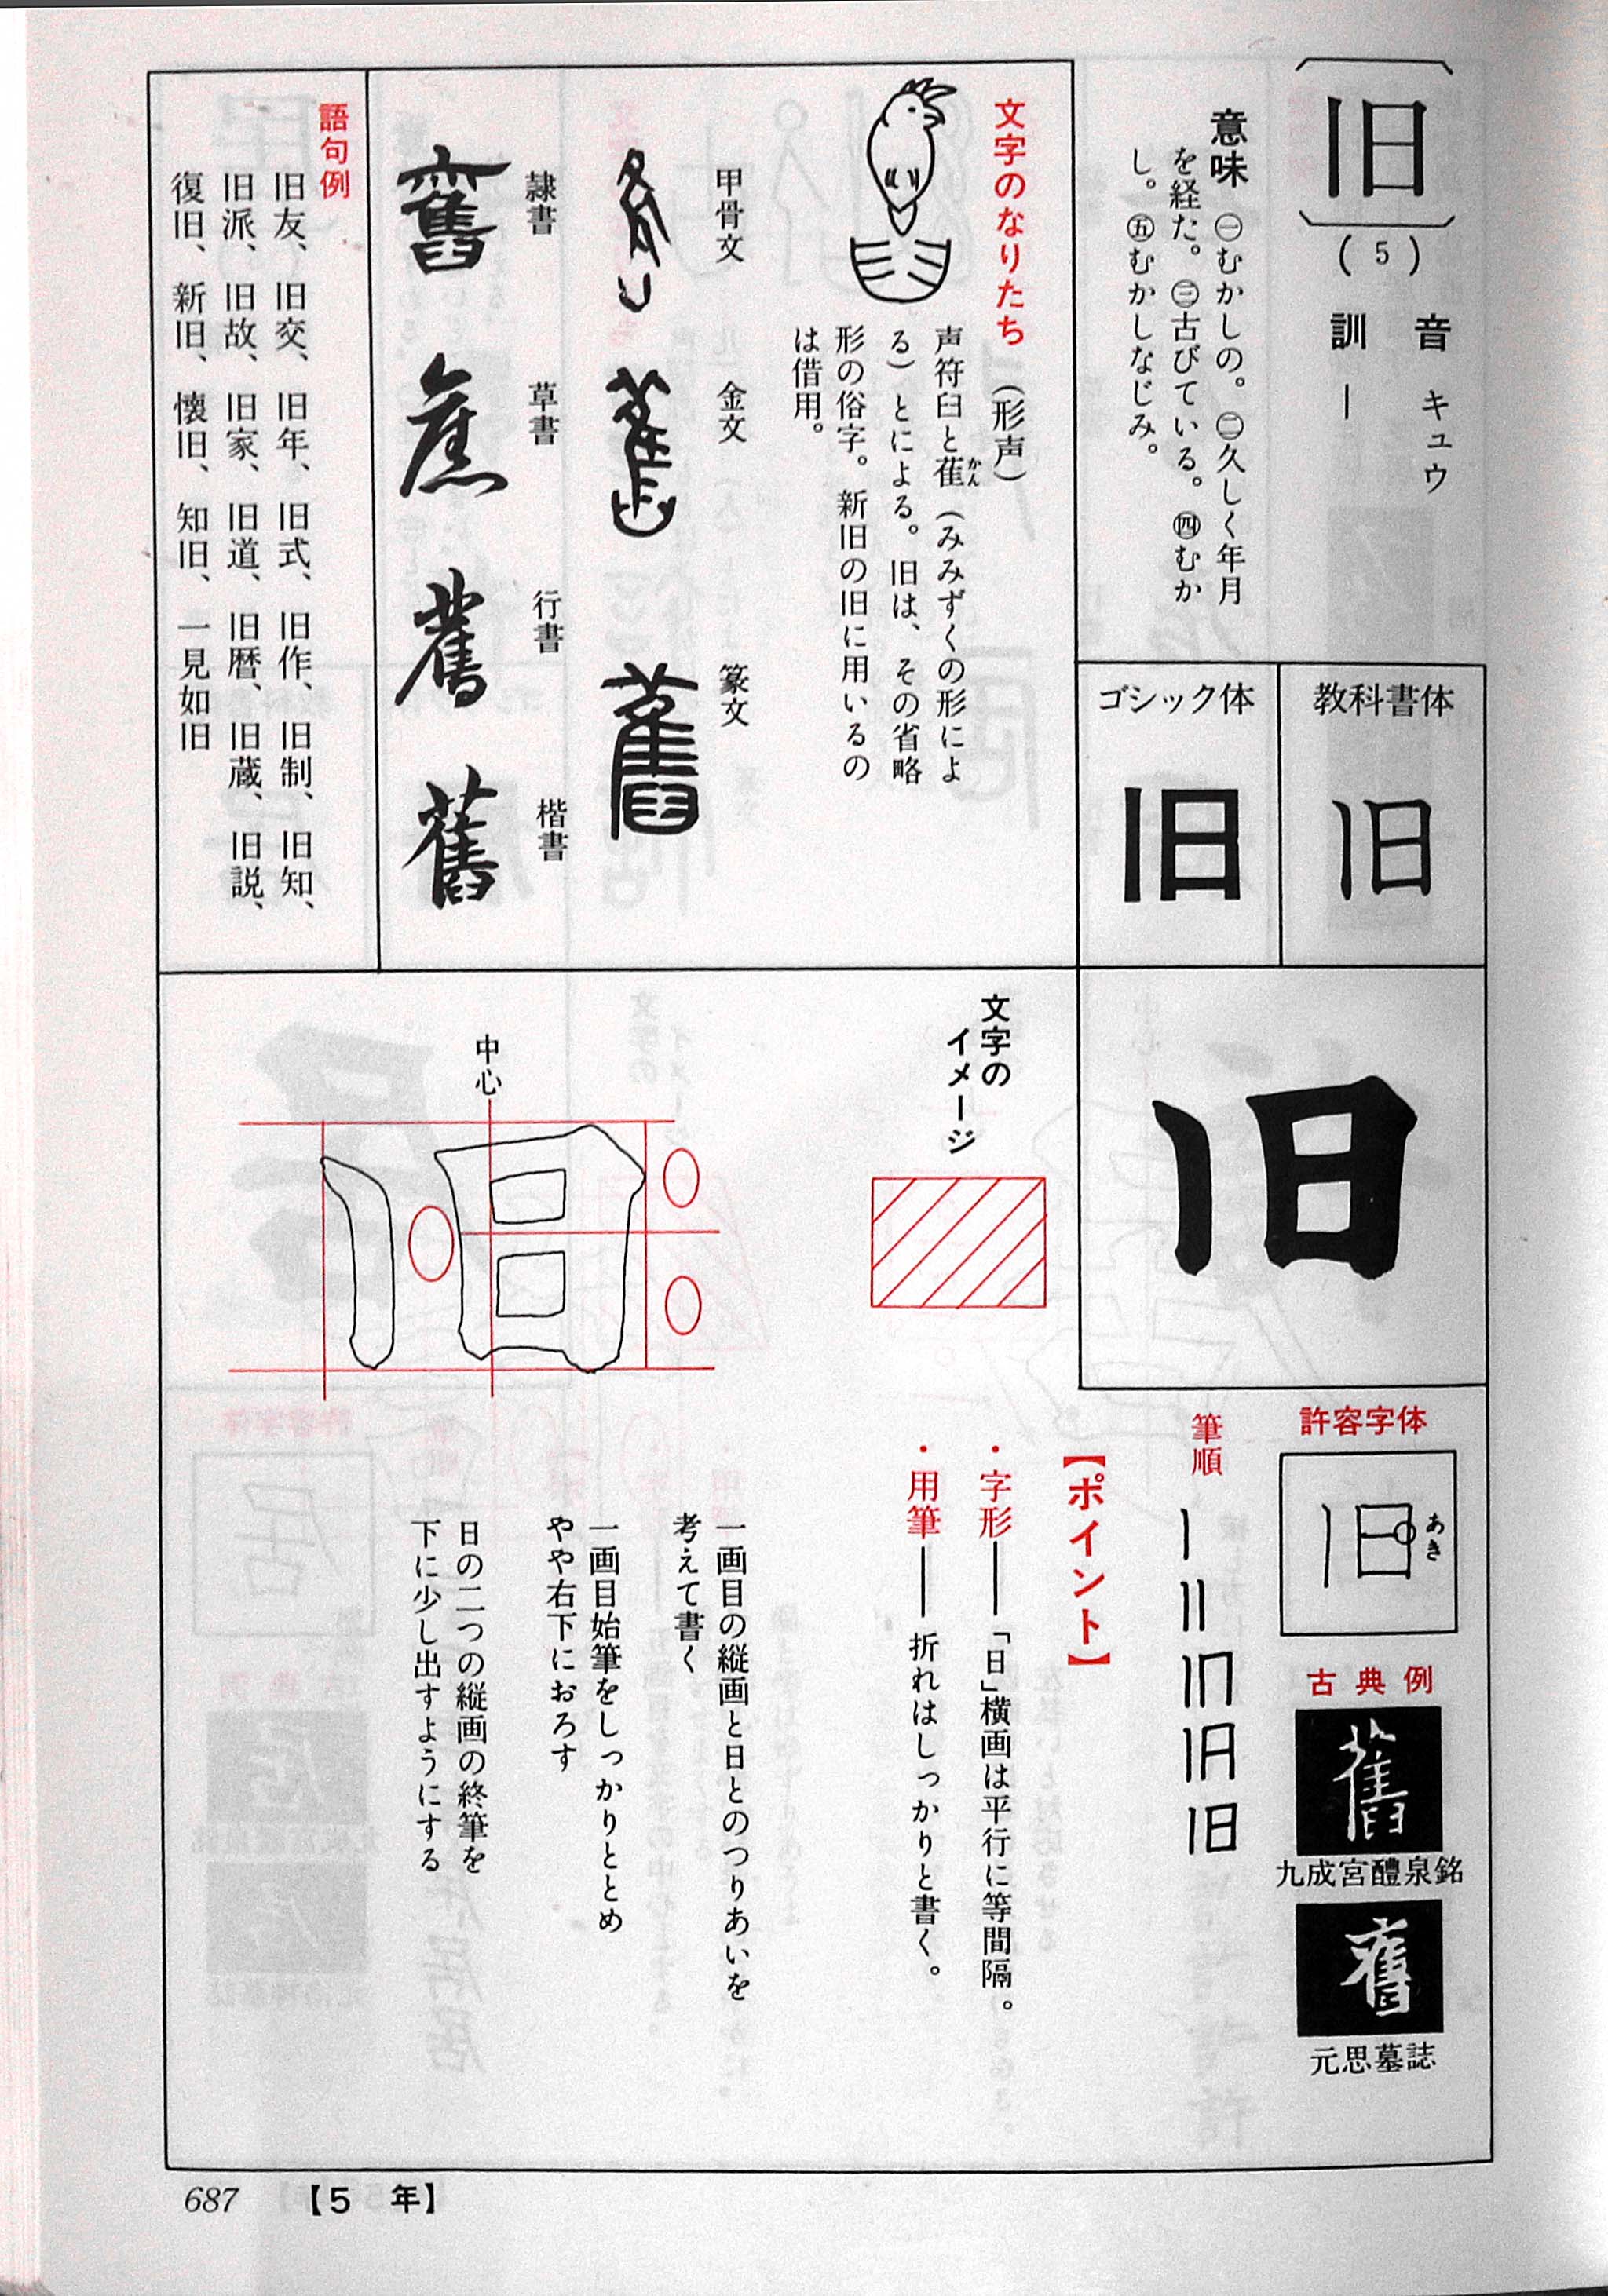 旧
(5)
音 キュウ
訓 ー
意味 ㊀むかしの。㊁久しく年月
を経た。㊂古びている。㊃むか
し。㊄むかしなじみ。
教科書体
旧
ゴシック体
旧
旧
文字のなりたち (形声)
声符臼と萑(みみずくの形によ
かん
る)とによる。旧は、その省略
形の俗字。新旧の旧に用いるの
は借用。
甲骨文
金文
篆文
舊
隷書
舊
草書
舊
行書
舊
楷書
舊
語句例
旧友、旧交、旧年、旧式、旧作、旧制、旧知、
旧派、旧故、旧家、旧道、旧暦、旧蔵、旧説、
復旧、新旧、懐旧、知旧、一見如旧
許容字体
旧
あき
古典例
舊
九成宮醴泉銘
舊
元思墓誌
筆順
旧
文字の
イメージ
中心
【ポイント】
・字形――「日」横画は平行に等間隔。
・用筆――折れはしっかりと書く。
一画目の縦画と日とのつりあいを
考えて書く
一画目始筆をしっかりととめ
やや右下におろす
日の二つの縦画の終筆を
下に少し出すようにする
687 【5 年】